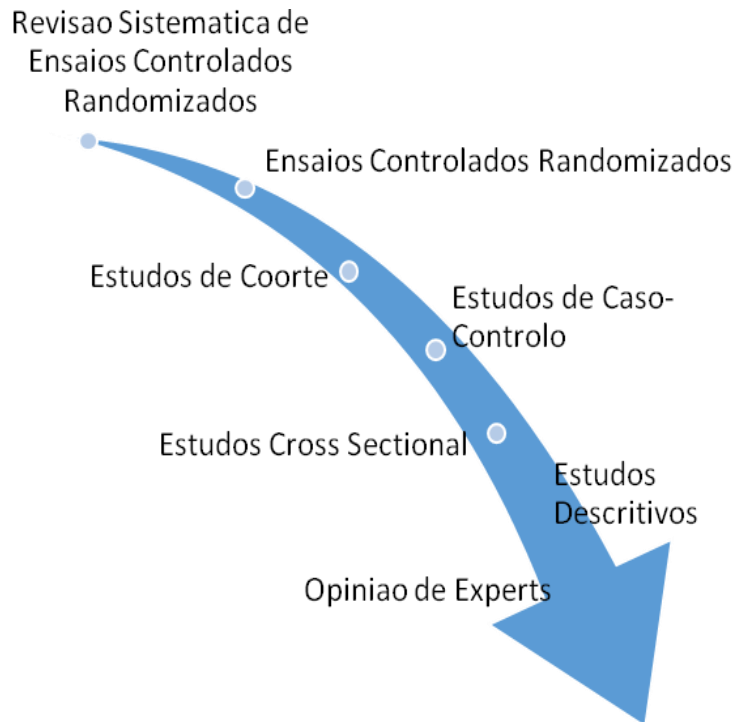 Revisao Sistematica de
Ensaios Controlados
Randomizados
Ensaios Controlados Randomizados
Estudos de Coorte
Estudos de Caso-
Controlo
Estudos Cross Sectional
Estudos
Descritivos
Opiniao de Experts